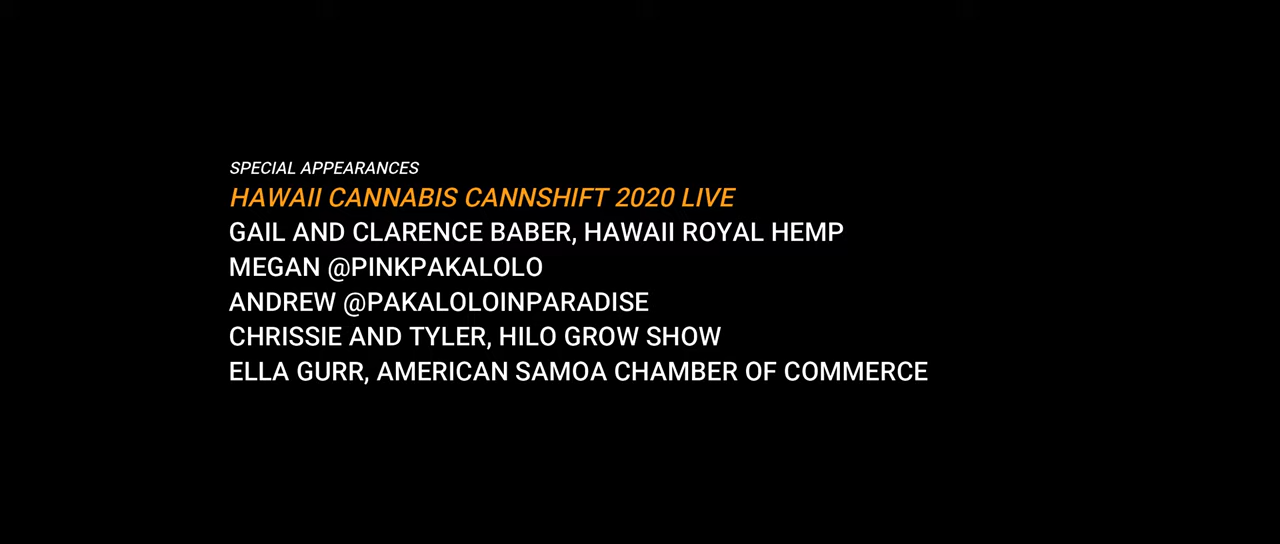 SPECIAL APPEARANCES
HAWAII CANNABIS CANNSHIFT 2020 LIVE
GAIL AND CLARENCE BABER, HAWAII ROYAL HEMP
MEGAN @PINKPAKALOLO
ANDREW @PAKALOLOINPARADISE
CHRISSIE AND TYLER, HILO GROW SHOW
ELLA GURR, AMERICAN SAMOA CHAMBER OF COMMERCE